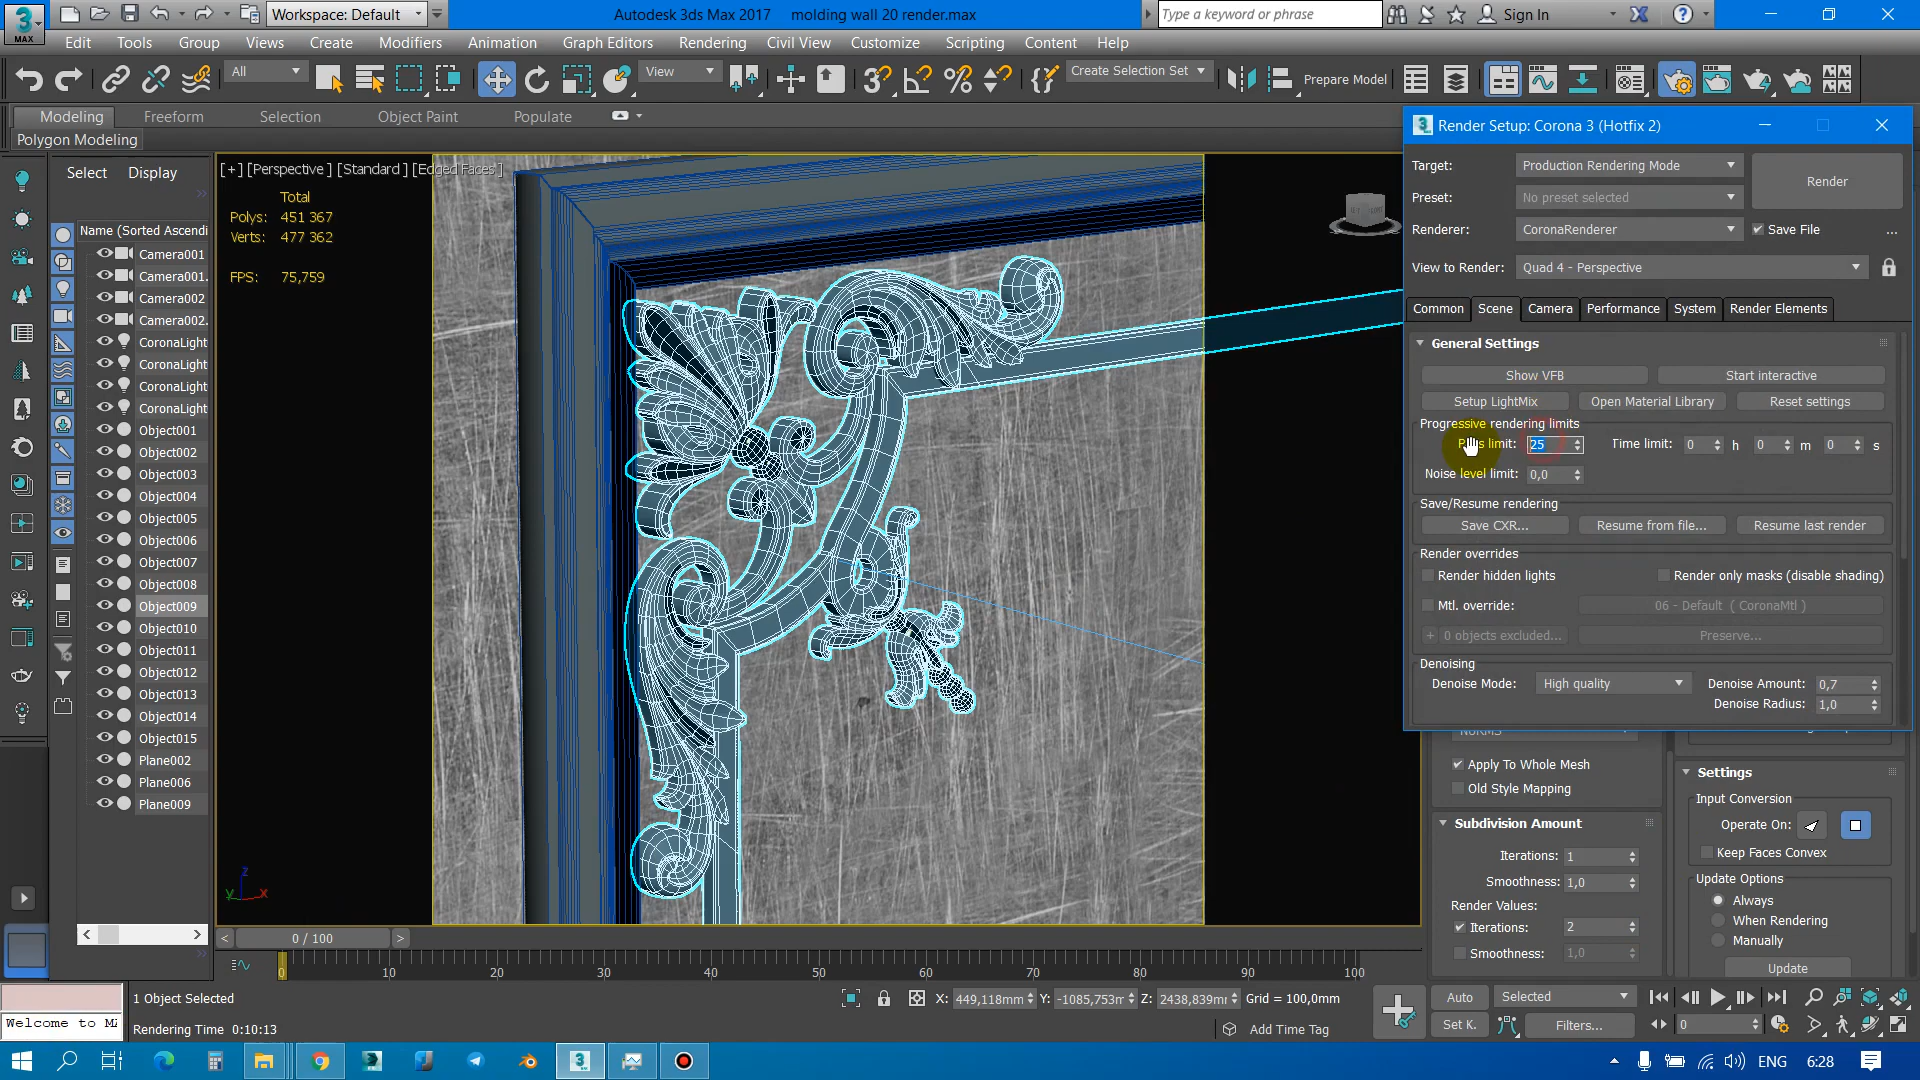 3 MAX Workspace: Default Autodesk 3ds Max 2017 molding wall 20 render.max Type a keyword or phrase Sign In
Edit Tools Group Views Create Modifiers Animation Graph Editors Rendering Civil View Customize Scripting Content Help
All View Create Selection Set Prepare Model
Modeling Freeform Selection Object Paint Populate
Polygon Modeling
Select Display
Name (Sorted Ascendi
Camera001
Camera001.
Camera002
Camera002.
CoronaLight
CoronaLight
CoronaLight
CoronaLight
Object001
Object002
Object003
Object004
Object005
Object006
Object007
Object008
Object009
Object010
Object011
Object012
Object013
Object014
Object015
Plane002
Plane006
Plane009
[+] [Perspective ] [Standard ] [Edged Faces ]
Total
Polys: 451 367
Verts: 477 362
FPS: 75,759
z
y x
Render Setup: Corona 3 (Hotfix 2)
Target: Production Rendering Mode
Render
Preset: No preset selected
Renderer: CoronaRenderer Save File ...
View to Render: Quad 4 - Perspective
Common Scene Camera Performance System Render Elements
General Settings
Show VFB Start interactive
Setup LightMix Open Material Library Reset settings
Progressive rendering limits
limit: 25 Time limit: 0 h 0 m 0 s
Noise level limit: 0,0
Save/Resume rendering
Save CXR... Resume from file... Resume last render
Render overrides
Render hidden lights Render only masks (disable shading)
Mtl. override: 06 - Default ( CoronaMtl )
+ 0 objects excluded... Preserve...
Denoising
Denoise Mode: High quality Denoise Amount: 0,7
Denoise Radius: 1,0
Apply To Whole Mesh
Old Style Mapping
Subdivision Amount
Iterations: 1
Smoothness: 1,0
Render Values:
Iterations: 2
Smoothness: 1,0
Settings
Input Conversion
Operate On:
Keep Faces Convex
Update Options
Always
When Rendering
Manually
Update
< 0 / 100 >
0 10 20 30 40 50 60 70 80 90 100
1 Object Selected X: 449,118mm Y: -1085,753m Z: 2438,839m Grid = 100,0mm Auto Selected
Welcome to MA Rendering Time 0:10:13 Add Time Tag Set K. Filters... 0
ENG 6:28